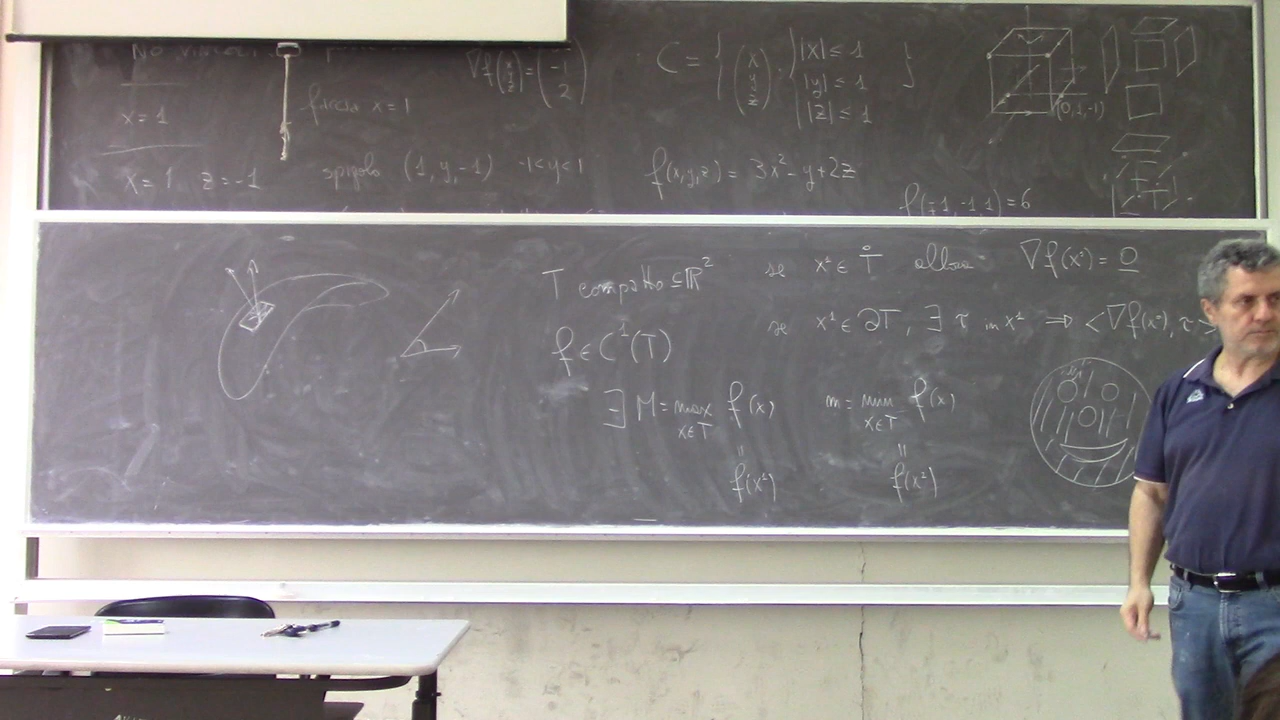 ∇f(x y z) = (-1 2)
C = { (x y z) : { |x| ≤ 1 |y| ≤ 1 |z| ≤ 1 }
x = 1
faccia x = 1
(0,1,-1)
x = 1 z = -1
spigolo (1, y, -1) -1 < y < 1
f(x,y,z) = 3x² - y + 2z
f(±1, -1, 1) = 6
T compatto ⊆ ℝ²
se x¹ ∈ T̊ allora ∇f(x¹) = 0
f ∈ C¹(T)
se x¹ ∈ ∂T, ∃ τ in x¹ ⇒ <∇f(x¹), τ>
∃ M = max x∈T f(x) m = min x∈T f(x)
= =
f(x¹) f(x²)